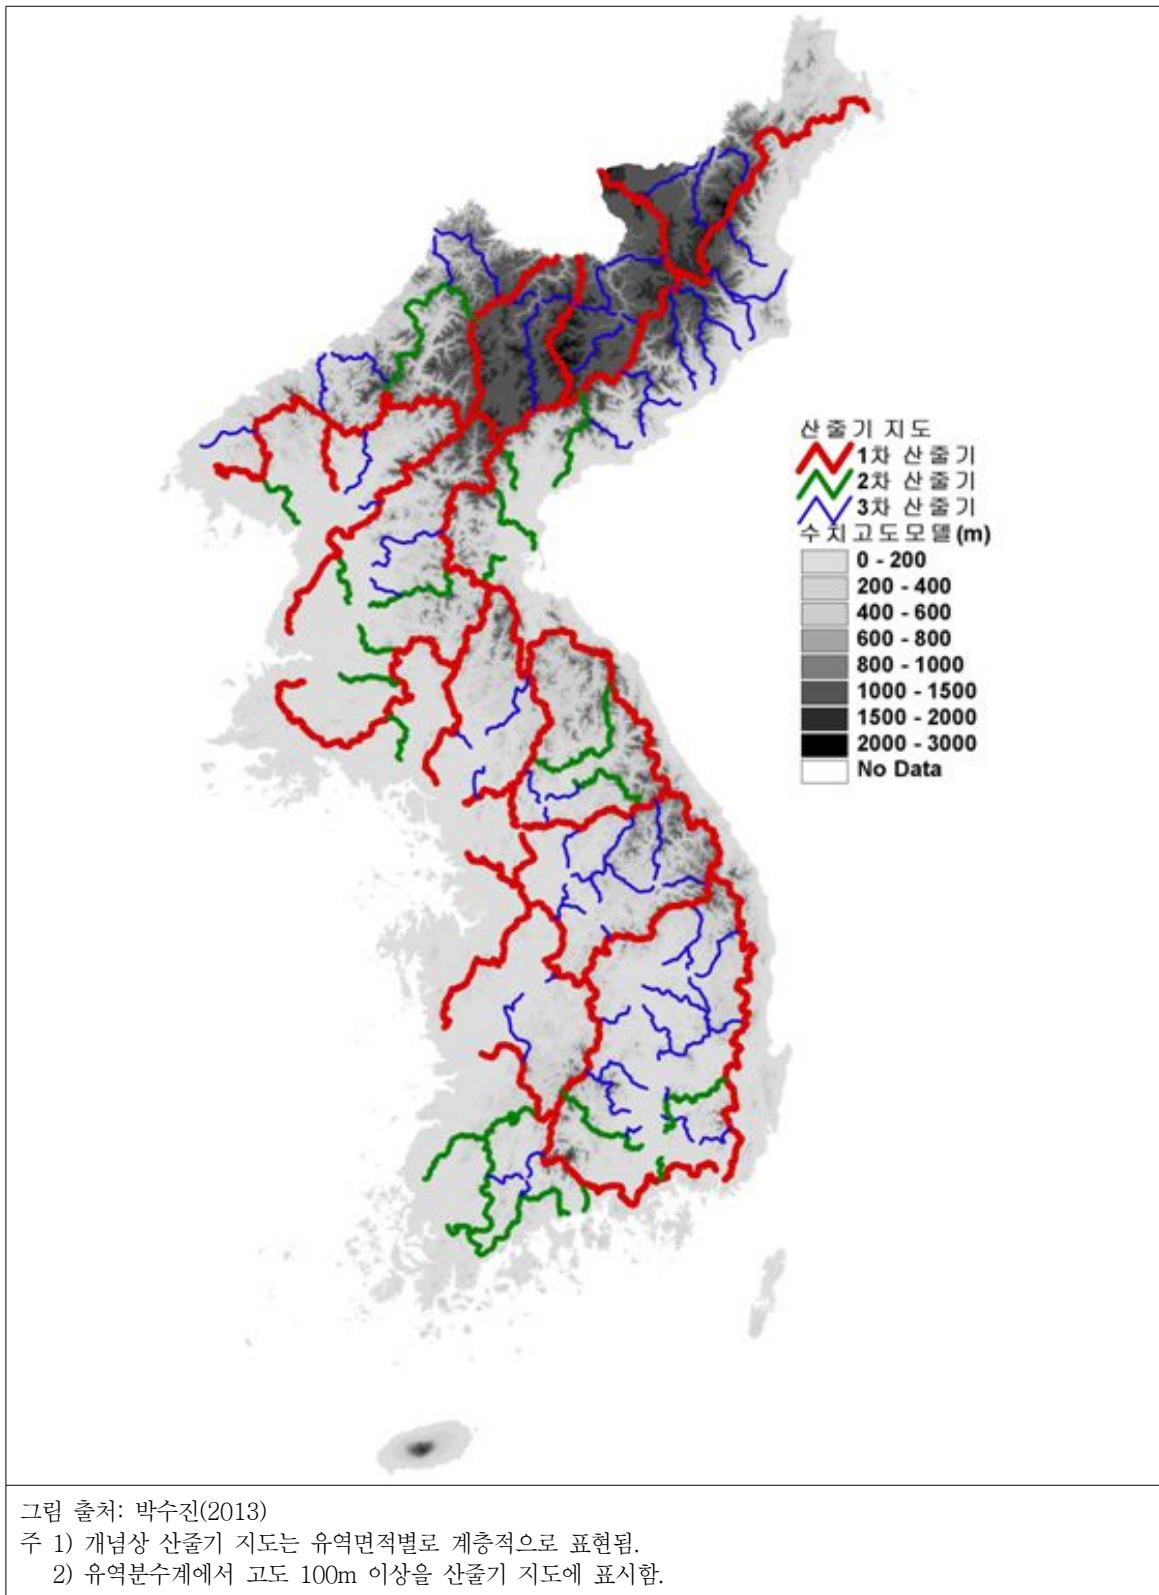 산줄기 지도
1차 산줄기
2차 산줄기
3차 산줄기
수치고도모델(m)
0 - 200
200 - 400
400 - 600
600 - 800
800 - 1000
1000 - 1500
1500 - 2000
2000 - 3000
No Data
그림 출처: 박수진(2013)
주 1) 개념상 산줄기 지도는 유역면적별로 계층적으로 표현됨.
2) 유역분수계에서 고도 100m 이상을 산줄기 지도에 표시함.